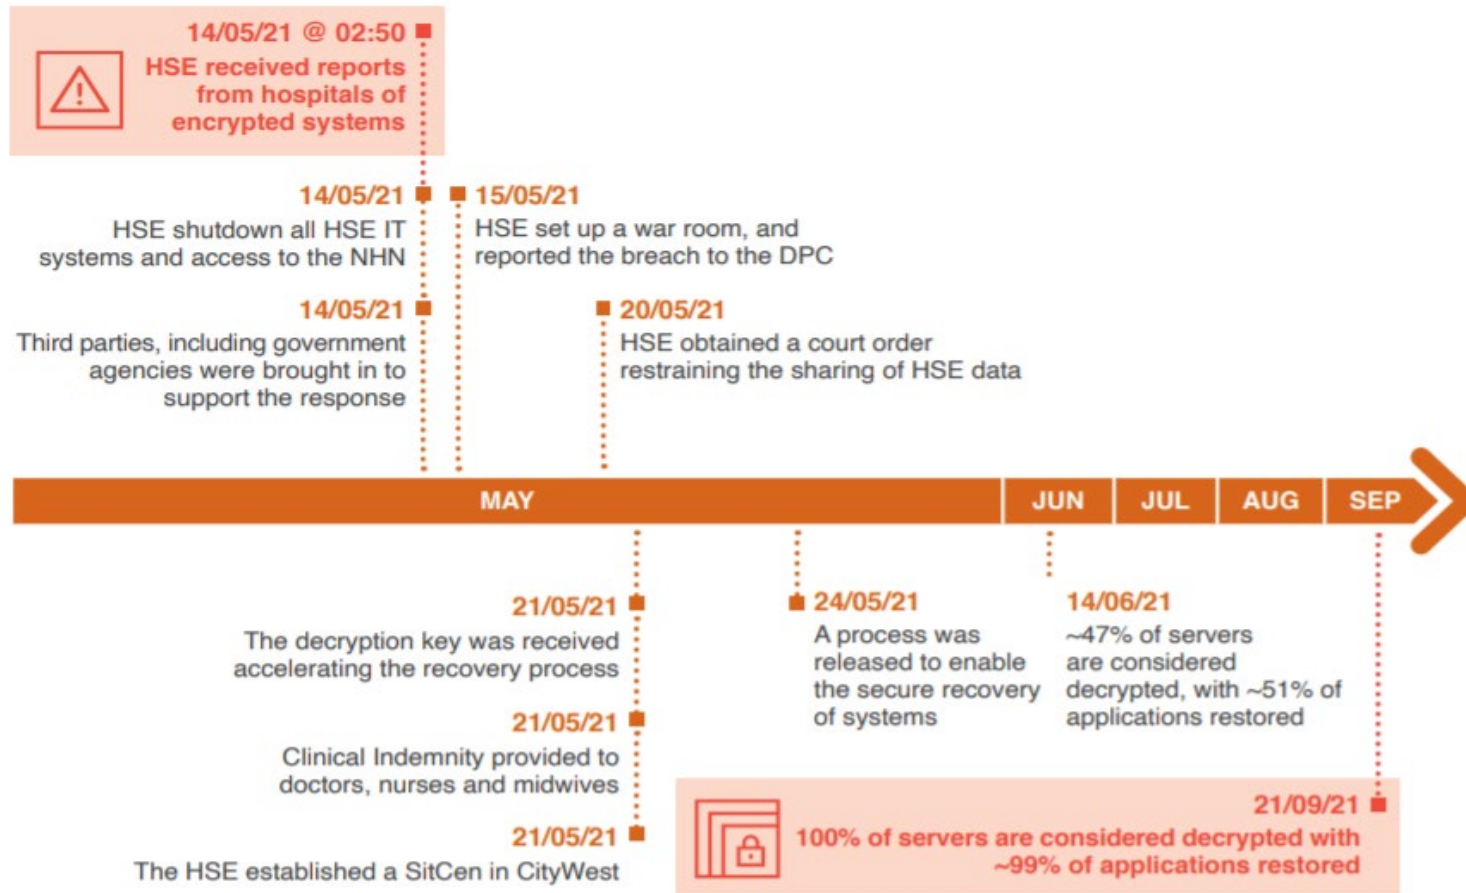 14/05/21 @ 02:50
HSE received reports
from hospitals of
encrypted systems
14/05/21
HSE shutdown all HSE IT
systems and access to the NHN
15/05/21
HSE set up a war room, and
reported the breach to the DPC
14/05/21
Third parties, including government
agencies were brought in to
support the response
20/05/21
HSE obtained a court order
restraining the sharing of HSE data
MAY
JUN
JUL
AUG
SEP
21/05/21
The decryption key was received
accelerating the recovery process
21/05/21
Clinical Indemnity provided to
doctors, nurses and midwives
21/05/21
The HSE established a SitCen in CityWest
24/05/21
A process was
released to enable
the secure recovery
of systems
14/06/21
~47% of servers
are considered
decrypted, with ~51% of
applications restored
21/09/21
100% of servers are considered decrypted with
~99% of applications restored